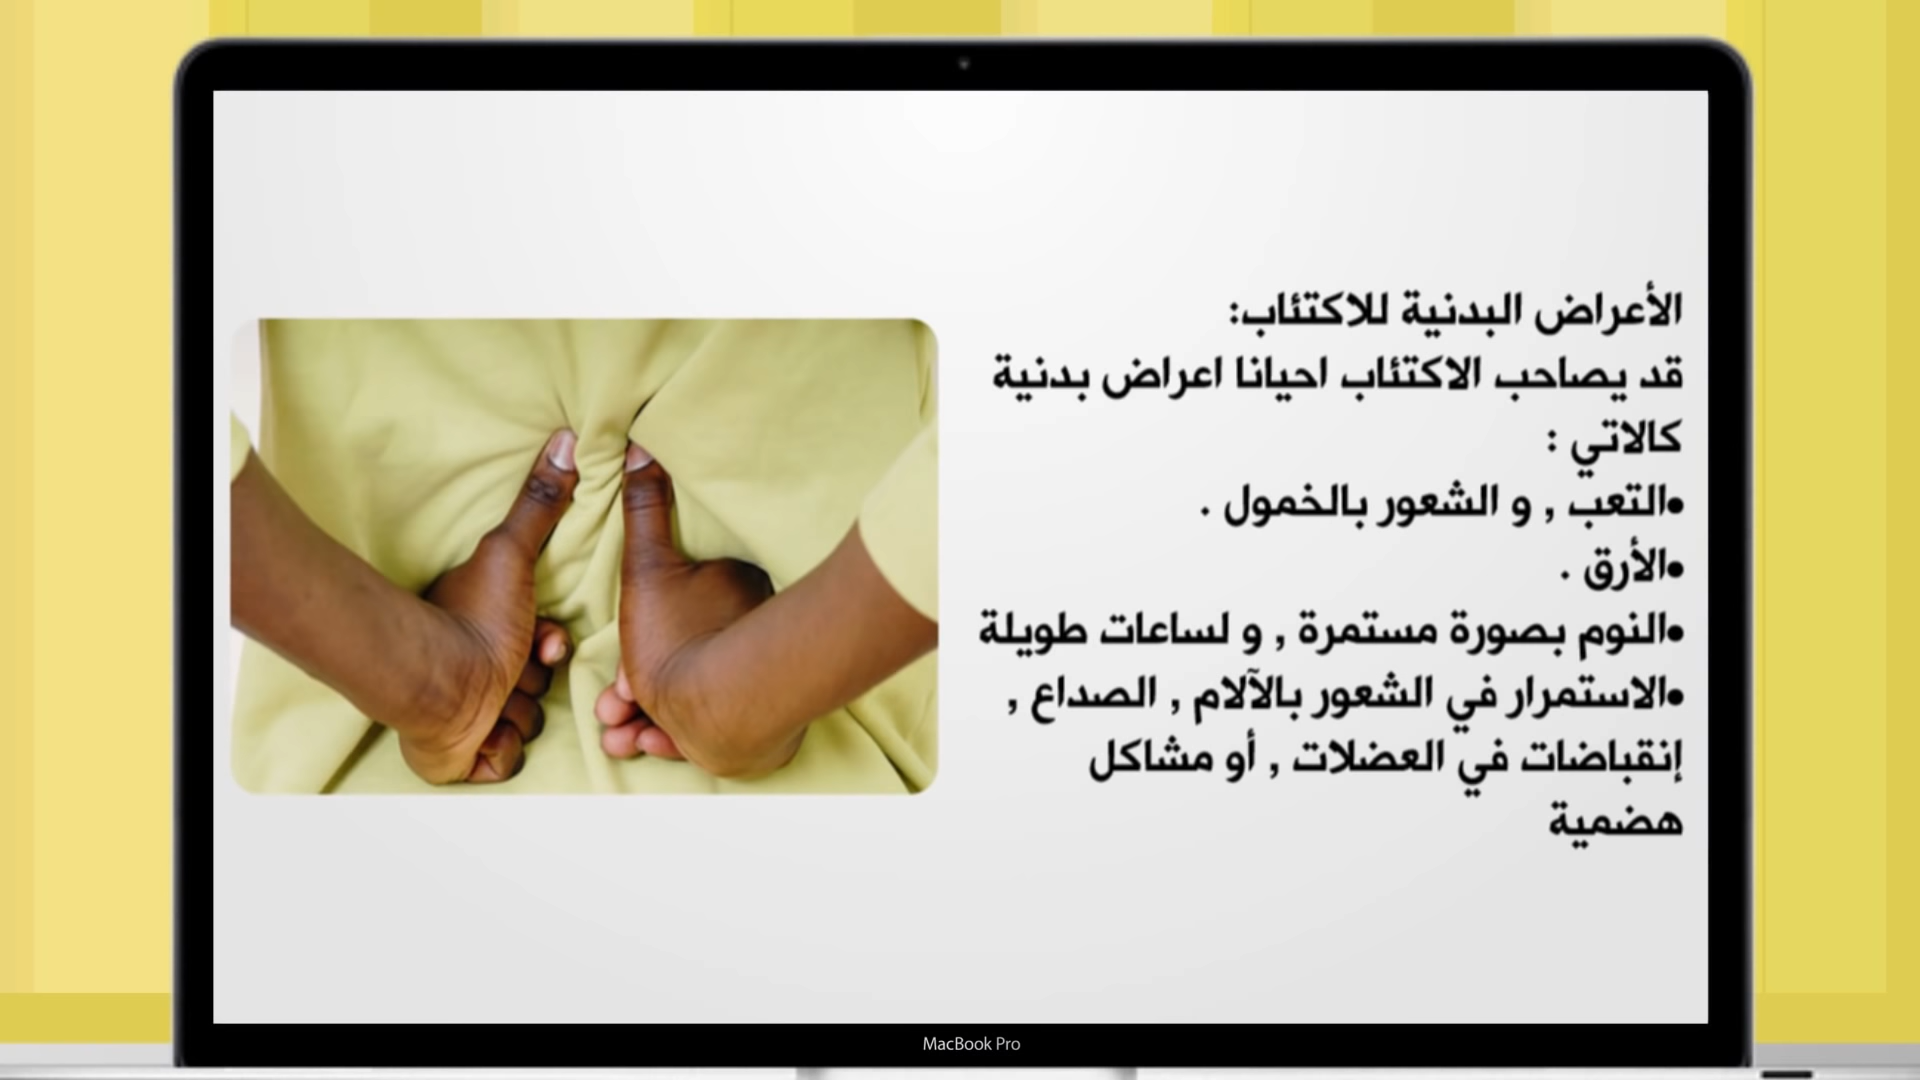 الأعراض البدنية للاكتئاب:
قد يصاحب الاكتئاب احيانا اعراض بدنية
كالاتي :
•التعب , و الشعور بالخمول .
•الأرق .
•النوم بصورة مستمرة , و لساعات طويلة
•الاستمرار في الشعور بالآلام , الصداع ,
إنقباضات في العضلات , أو مشاكل
هضمية
MacBook Pro